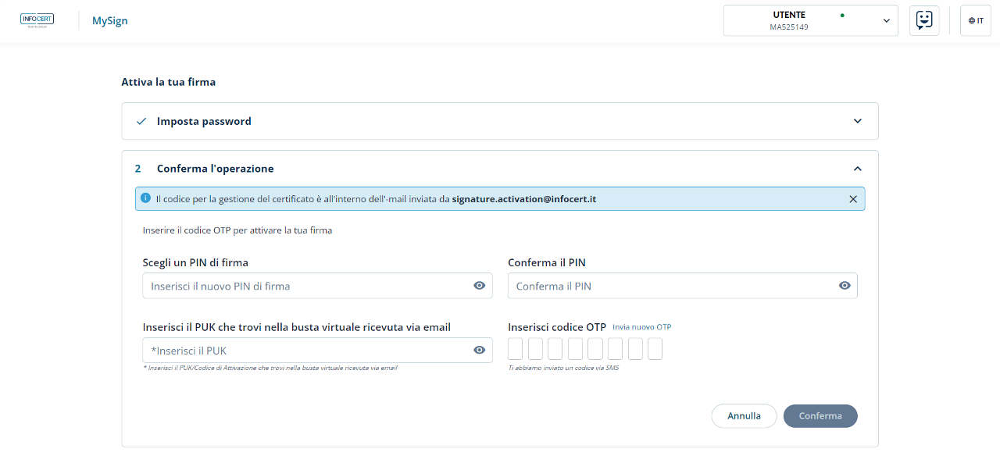 INFOCERT
MySign
UTENTE
MA525149
IT
Attiva la tua firma
Imposta password
2 Conferma l'operazione
Il codice per la gestione del certificato è all'interno dell'-mail inviata da signature.activation@infocert.it
Inserire il codice OTP per attivare la tua firma
Scegli un PIN di firma
Conferma il PIN
Inserisci il nuovo PIN di firma
Conferma il PIN
Inserisci il PUK che trovi nella busta virtuale ricevuta via email
Inserisci codice OTP Invia nuovo OTP
*Inserisci il PUK
* Inserisci il PUK/Codice di Attivazione che trovi nella busta virtuale ricevuta via email
Ti abbiamo inviato un codice via SMS
Annulla
Conferma